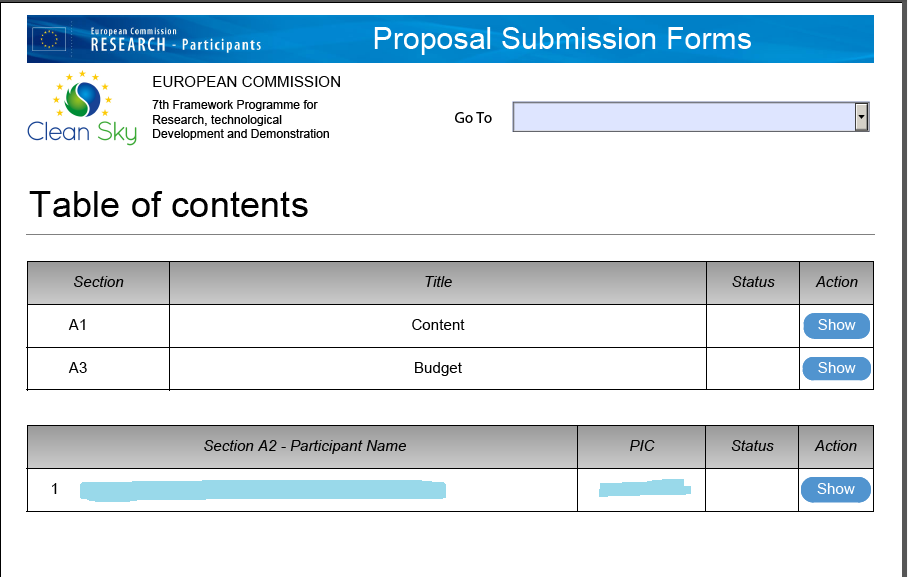 European Commission
RESEARCH - Participants
Proposal Submission Forms
Clean Sky
EUROPEAN COMMISSION
7th Framework Programme for
Research, technological
Development and Demonstration
Go To
Table of contents
Section Title Status Action
A1 Content Show
A3 Budget Show
Section A2 - Participant Name PIC Status Action
1 Show